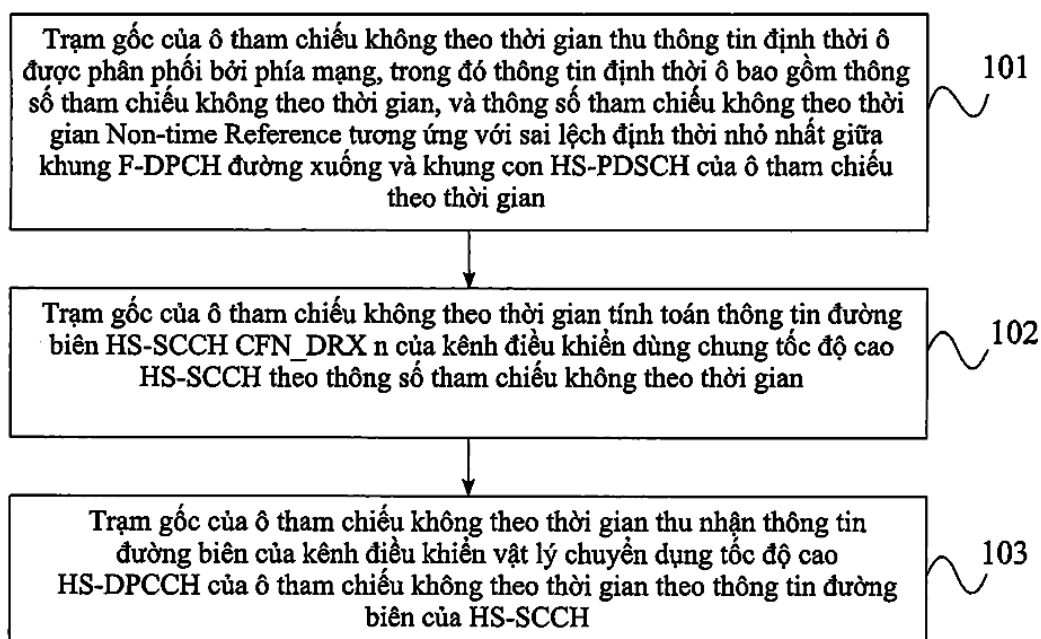 Trạm gốc của ô tham chiếu không theo thời gian thu thông tin định thời ô
được phân phối bởi phía mạng, trong đó thông tin định thời ô bao gồm thông
số tham chiếu không theo thời gian, và thông số tham chiếu không theo thời
gian Non-time Reference tương ứng với sai lệch định thời nhỏ nhất giữa
khung F-DPCH đường xuống và khung con HS-PDSCH của ô tham chiếu
theo thời gian
101
Trạm gốc của ô tham chiếu không theo thời gian tính toán thông tin đường
biên HS-SCCH CFN_DRX n của kênh điều khiển dùng chung tốc độ cao
HS-SCCH theo thông số tham chiếu không theo thời gian
102
Trạm gốc của ô tham chiếu không theo thời gian thu nhận thông tin
đường biên của kênh điều khiển vật lý chuyển dụng tốc độ cao
HS-DPCCH của ô tham chiếu không theo thời gian theo thông tin đường
biên của HS-SCCH
103